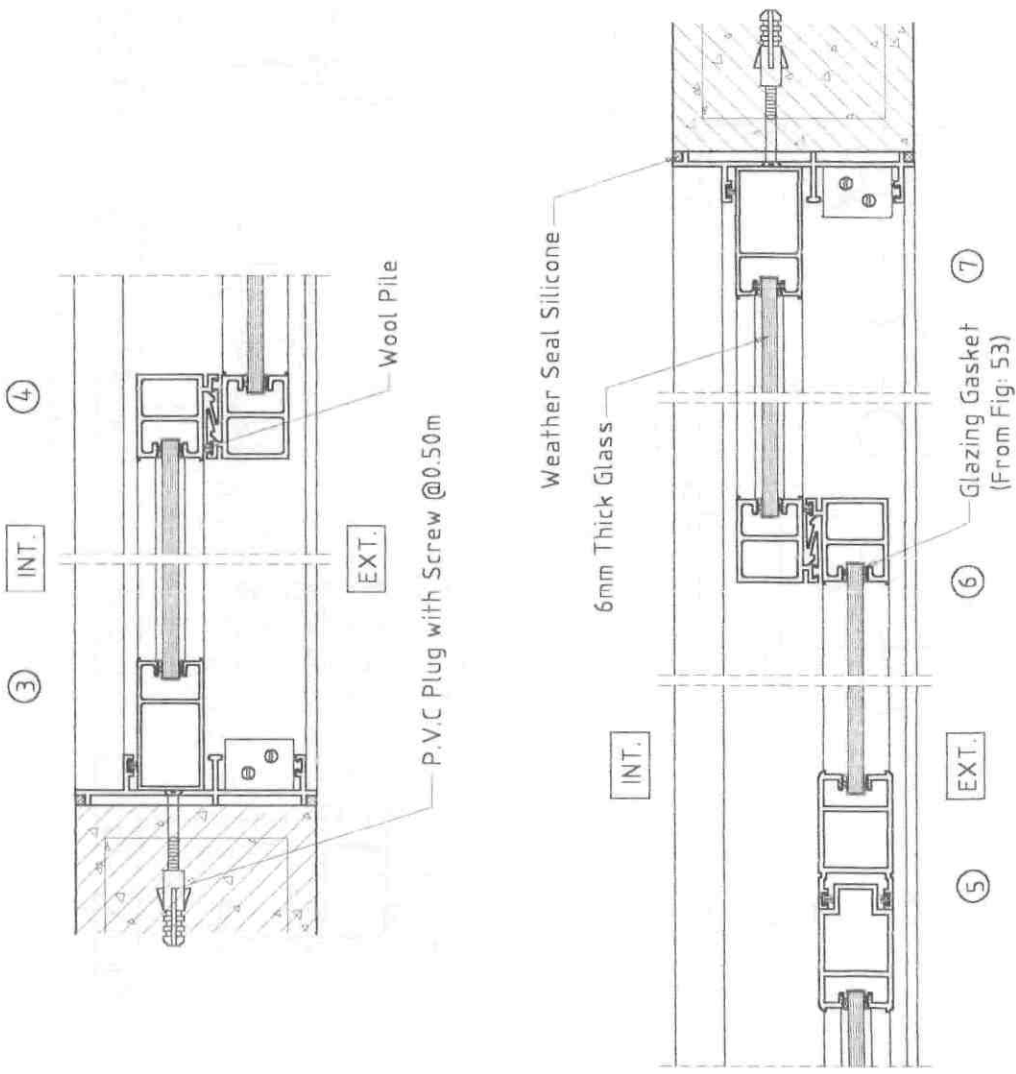 3
4
INT.
EXT.
Wool Pile
P.V.C Plug with Screw @0.50m
Weather Seal Silicone
6mm Thick Glass
INT.
EXT.
5
6
7
Glazing Gasket
(From Fig: 53)